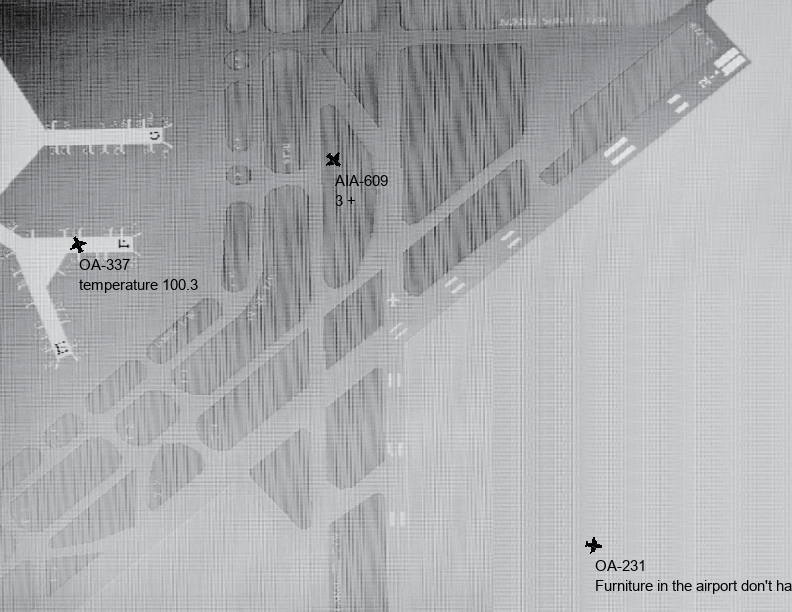 AIA-609
3 +
OA-337
temperature 100.3
OA-231
Furniture in the airport don't ha